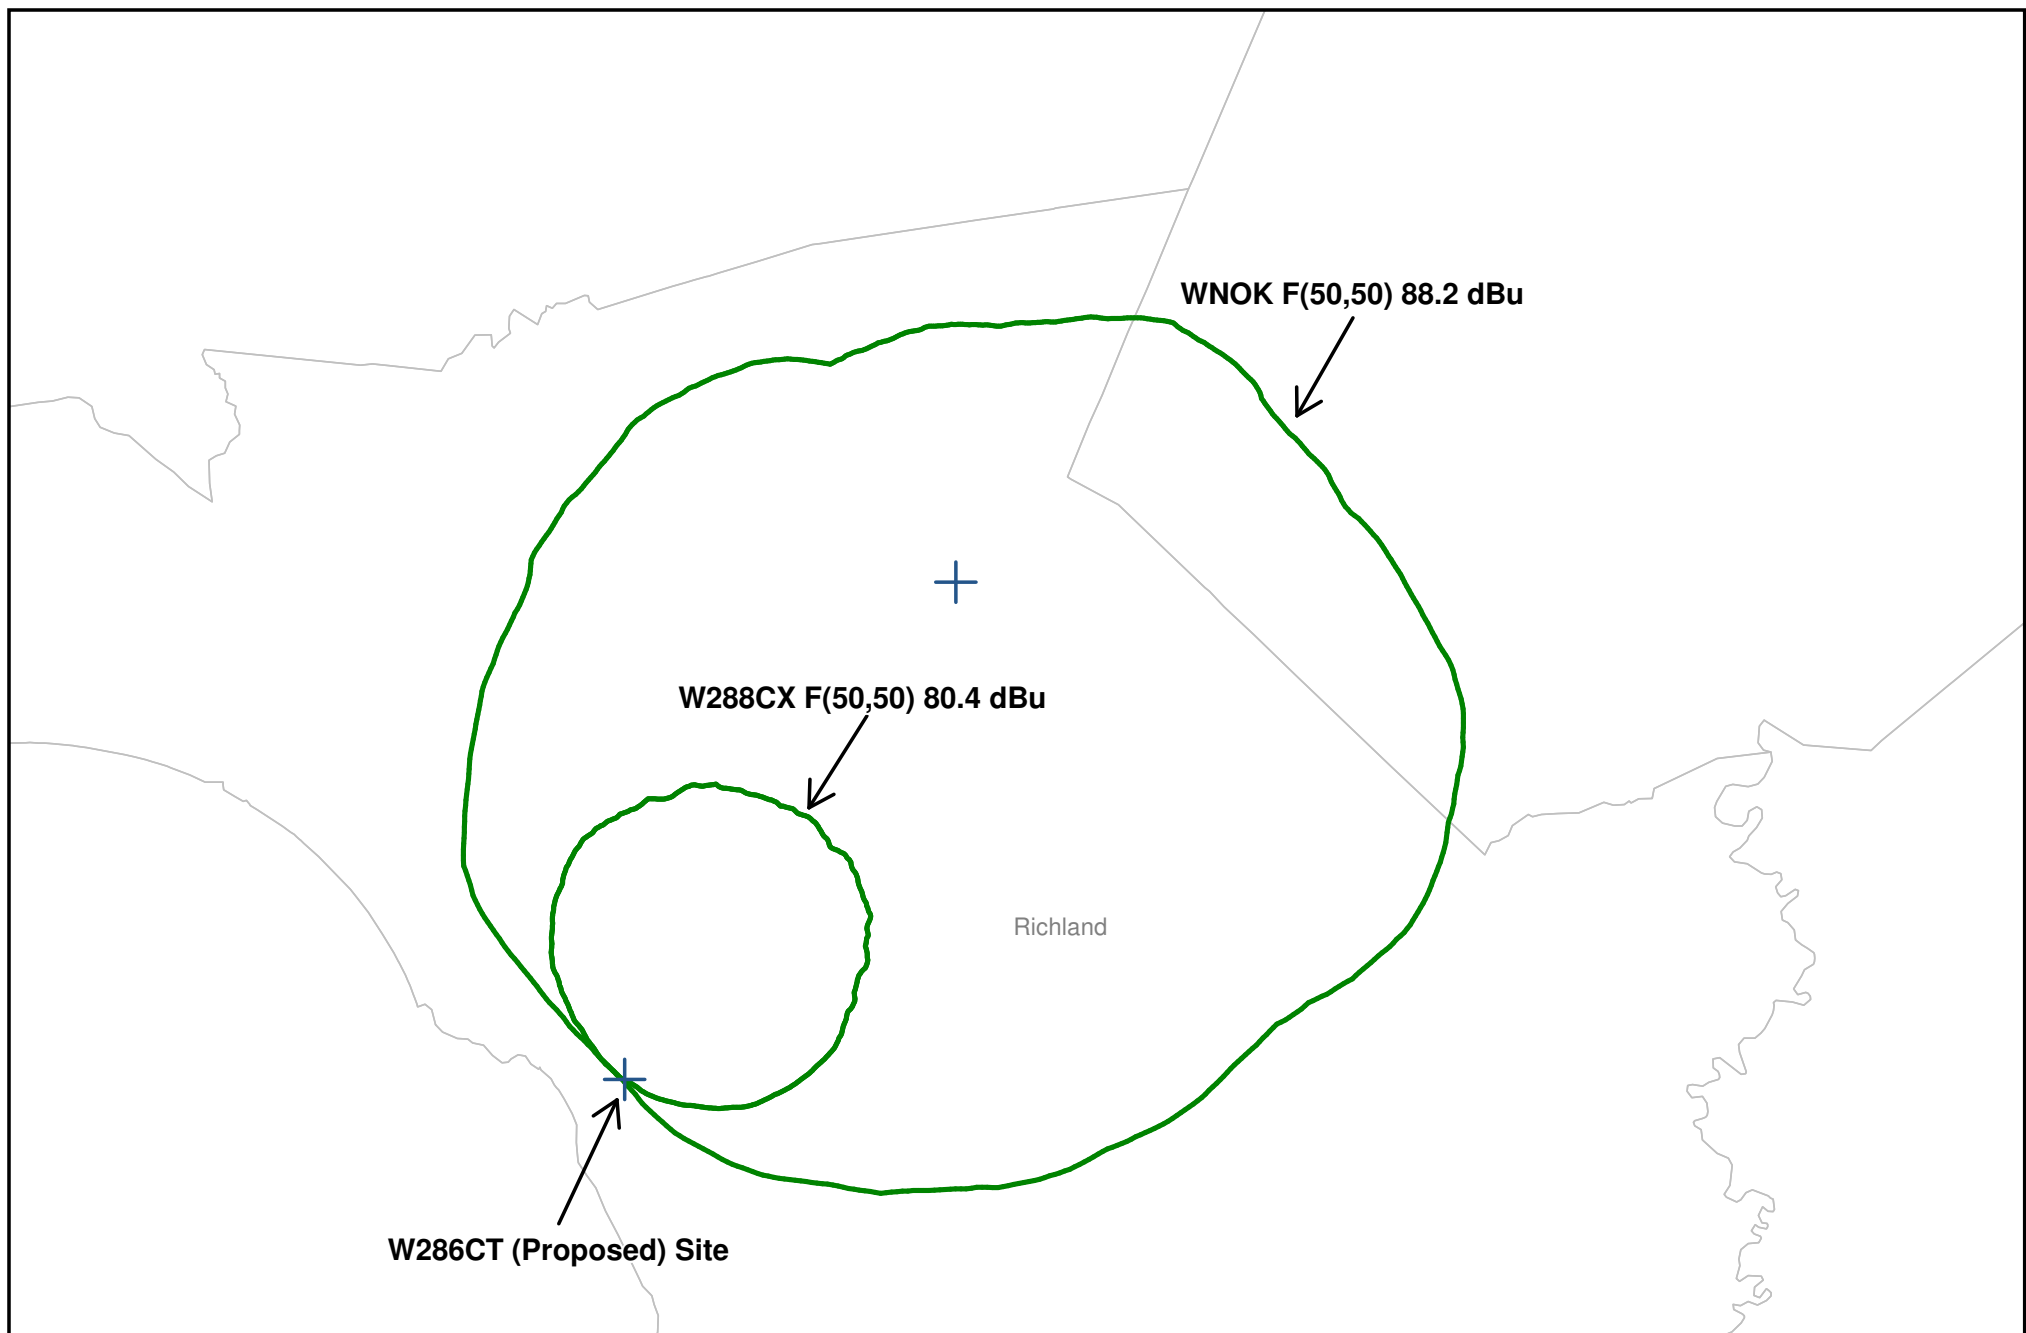 WNOK F(50,50) 88.2 dBu
W288CX F(50,50) 80.4 dBu
Richland
W286CT (Proposed) Site